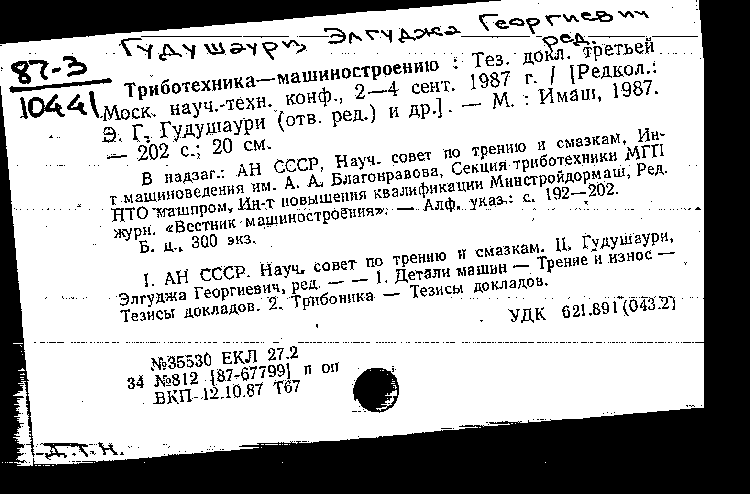 Гудушаури Элгуджа Георгиевич
ред.
87-3
10441
Триботехника—машиностроению : Тез. докл. третьей
Моск. науч.-техн. конф., 2—4 сент. 1987 г. / [Редкол.:
Э. Г. Гудушаури (отв. ред.) и др.]. — М. : Имаш, 1987.
— 202 с.; 20 см.
В надзаг.: АН СССР, Науч. совет по трению и смазкам, Ин-
т машиноведения им. А. А. Благонравова, Секция триботехники МГП
НТО машпром, Ин-т повышения квалификации Минстройдормаш, Ред.
журн. «Вестник машиностроения». — Алф. указ.: с. 192—202.
Б. ц., 300 экз.
I. АН СССР. Науч. совет по трению и смазкам. II. Гудушаури,
Элгуджа Георгиевич, ред. — — 1. Детали машин — Трение и износ —
Тезисы докладов. 2. Трибоника — Тезисы докладов.
УДК 621.891(043.2)
№35530 ЕКЛ 27.2
34 №812 [87-67799] п оп
ВКП 12.10.87 Т67
Д.Т.Н.